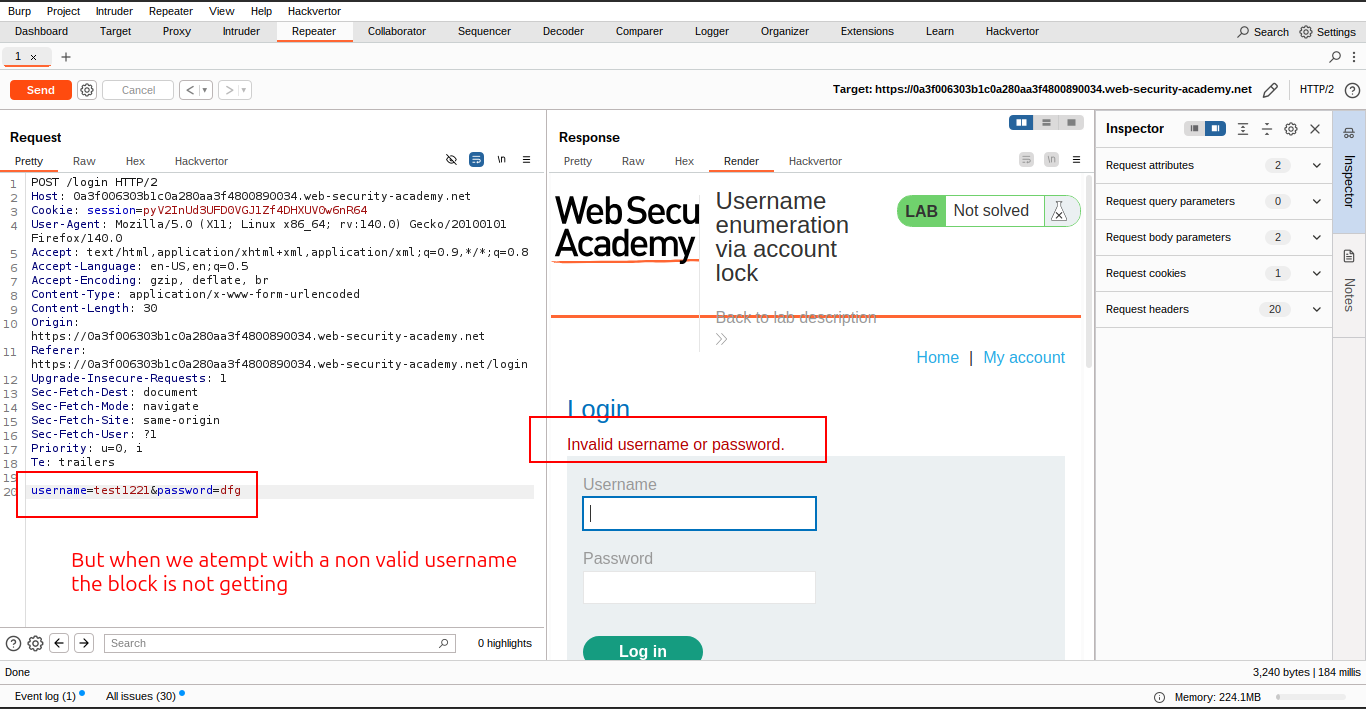 Burp Project Intruder Repeater View Help Hackvertor
Dashboard Target Proxy Intruder Repeater Collaborator Sequencer Decoder Comparer Logger Organizer Extensions Learn Hackvertor Search Settings
1 × +
Send Cancel < > Target: https://0a3f006303b1c0a280aa3f4800890034.web-security-academy.net HTTP/2 ?
Request
Pretty Raw Hex Hackvertor \n
1 POST /login HTTP/2
2 Host: 0a3f006303b1c0a280aa3f4800890034.web-security-academy.net
3 Cookie: session=pyV2InUd3UFD0VGJ1Zf4DHXUV0w6nR64
4 User-Agent: Mozilla/5.0 (X11; Linux x86_64; rv:140.0) Gecko/20100101
Firefox/140.0
5 Accept: text/html,application/xhtml+xml,application/xml;q=0.9,*/*;q=0.8
6 Accept-Language: en-US,en;q=0.5
7 Accept-Encoding: gzip, deflate, br
8 Content-Type: application/x-www-form-urlencoded
9 Content-Length: 30
10 Origin:
https://0a3f006303b1c0a280aa3f4800890034.web-security-academy.net
11 Referer:
https://0a3f006303b1c0a280aa3f4800890034.web-security-academy.net/login
12 Upgrade-Insecure-Requests: 1
13 Sec-Fetch-Dest: document
14 Sec-Fetch-Mode: navigate
15 Sec-Fetch-Site: same-origin
16 Sec-Fetch-User: ?1
17 Priority: u=0, i
18 Te: trailers
19
20 username=test1221&password=dfg
But when we atempt with a non valid username
the block is not getting
Search 0 highlights
Response
Pretty Raw Hex Render Hackvertor \n
Web Secu
Academy
Username
enumeration
via account
lock
LAB Not solved
Back to lab description
Home | My account
Login
Invalid username or password.
Username
Password
Log in
Inspector
Request attributes 2
Request query parameters 0
Request body parameters 2
Request cookies 1
Request headers 20
Inspector
Notes
Done 3,240 bytes | 184 millis
Event log (1) All issues (30) Memory: 224.1MB